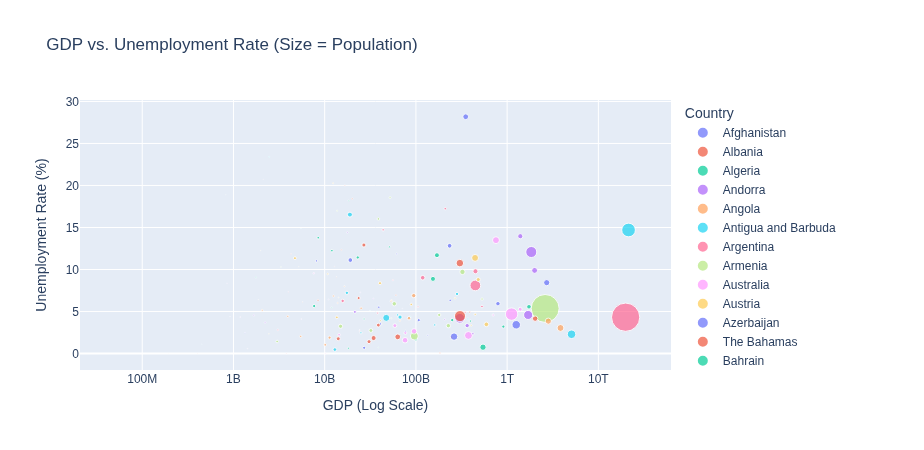 GDP vs. Unemployment Rate (Size = Population)
30
25
20
15
10
5
0
Unemployment Rate (%)
100M 1B 10B 100B 1T 10T
GDP (Log Scale)
Country
Afghanistan
Albania
Algeria
Andorra
Angola
Antigua and Barbuda
Argentina
Armenia
Australia
Austria
Azerbaijan
The Bahamas
Bahrain